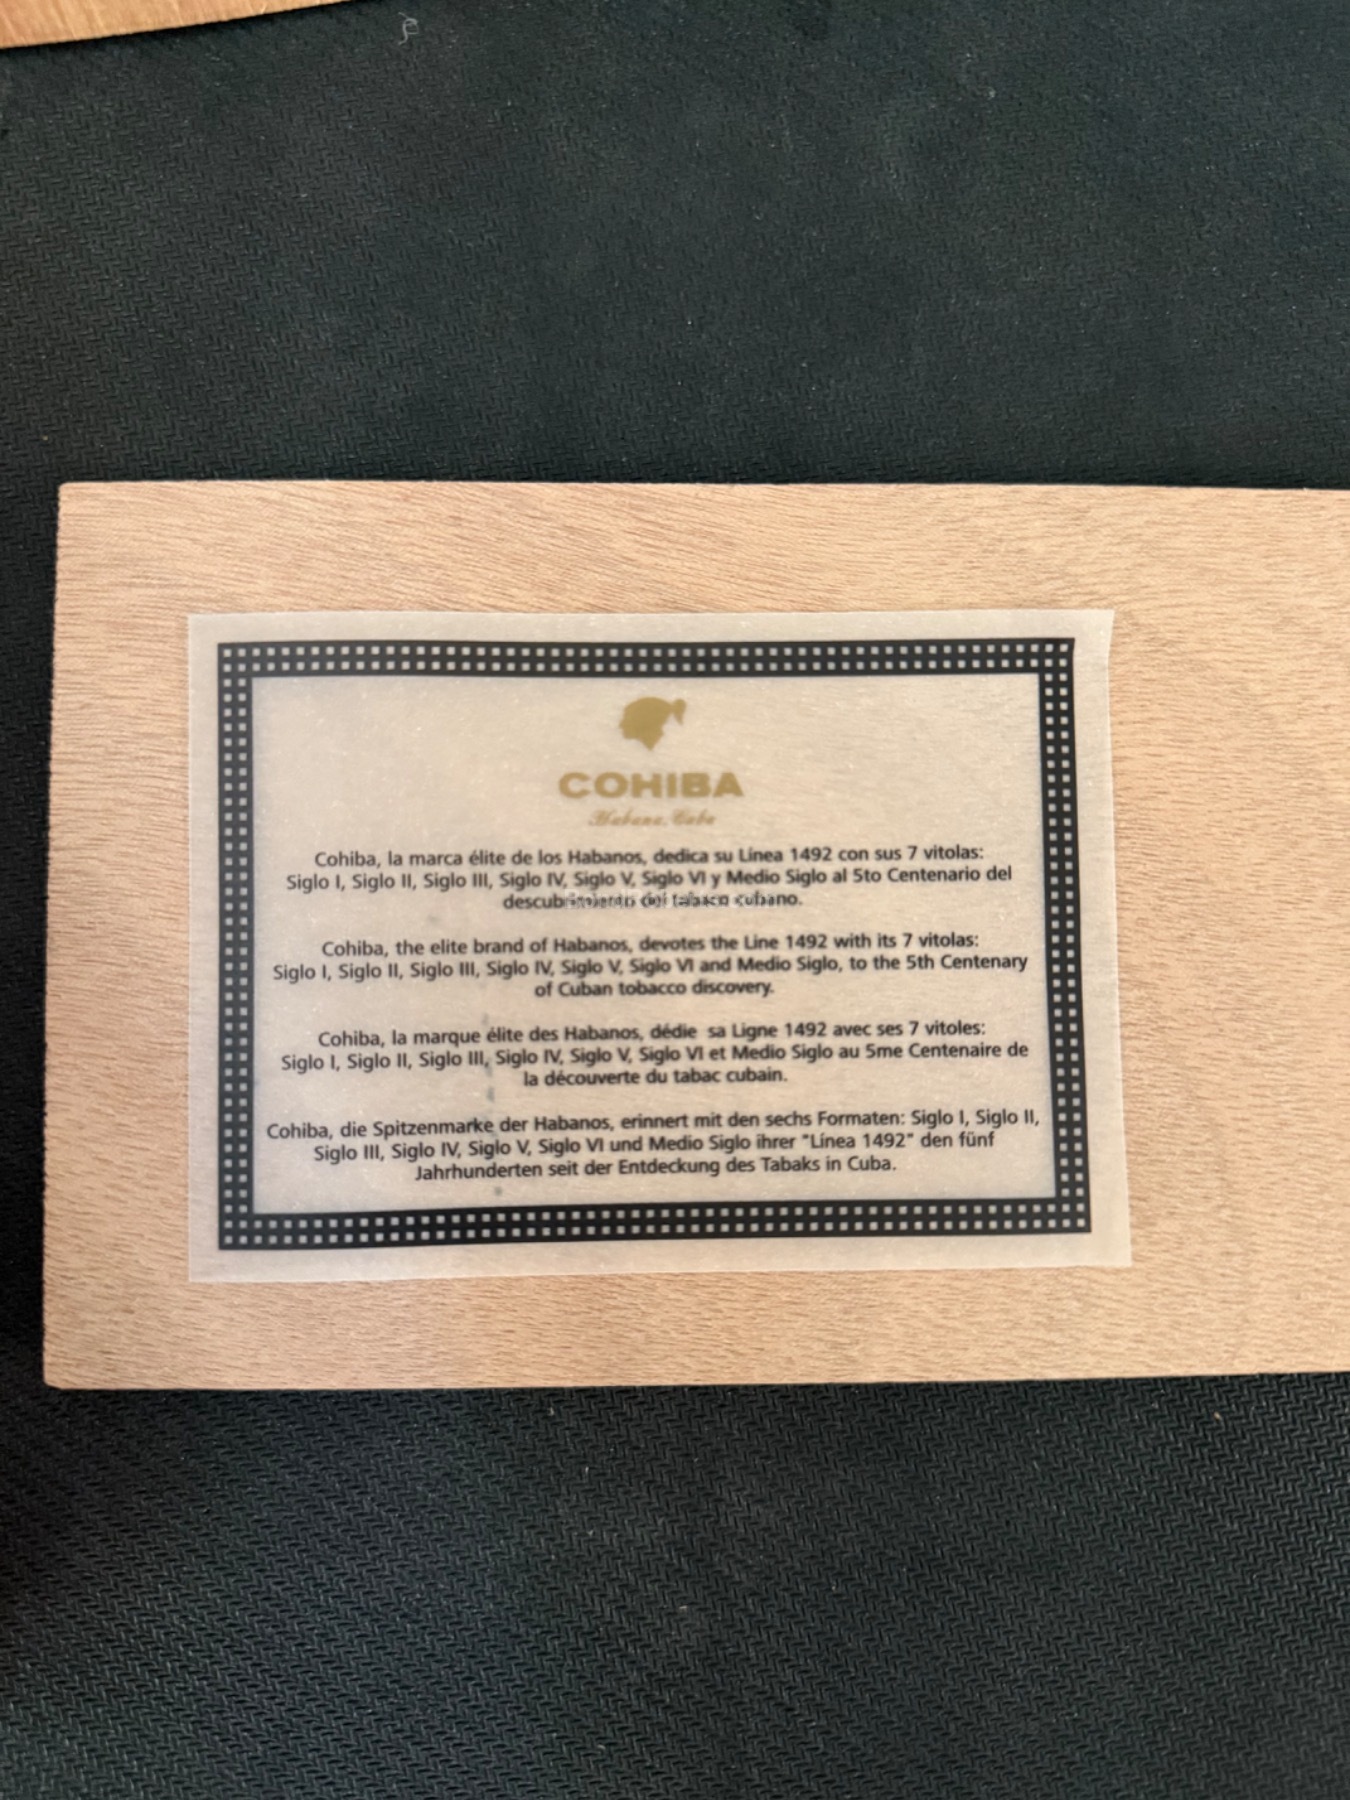 COHIBA
Habana, Cuba
Cohiba, la marca élite de los Habanos, dedica su Línea 1492 con sus 7 vitolas:
Siglo I, Siglo II, Siglo III, Siglo IV, Siglo V, Siglo VI y Medio Siglo al 5to Centenario del
descubrimiento del tabaco cubano.
Cohiba, the elite brand of Habanos, devotes the Line 1492 with its 7 vitolas:
Siglo I, Siglo II, Siglo III, Siglo IV, Siglo V, Siglo VI and Medio Siglo, to the 5th Centenary
of Cuban tobacco discovery.
Cohiba, la marque élite des Habanos, dédie sa Ligne 1492 avec ses 7 vitoles:
Siglo I, Siglo II, Siglo III, Siglo IV, Siglo V, Siglo VI et Medio Siglo au 5me Centenaire de
la découverte du tabac cubain.
Cohiba, die Spitzenmarke der Habanos, erinnert mit den sechs Formaten: Siglo I, Siglo II,
Siglo III, Siglo IV, Siglo V, Siglo VI und Medio Siglo ihrer "Línea 1492" den fünf
Jahrhunderten seit der Entdeckung des Tabaks in Cuba.